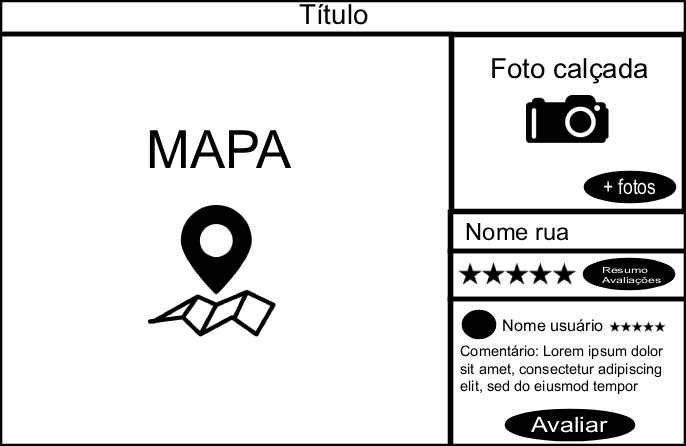 Título
MAPA
Foto calçada
+ fotos
Nome rua
Resumo
Avaliações
Nome usuário
Comentário: Lorem ipsum dolor
sit amet, consectetur adipiscing
elit, sed do eiusmod tempor
Avaliar